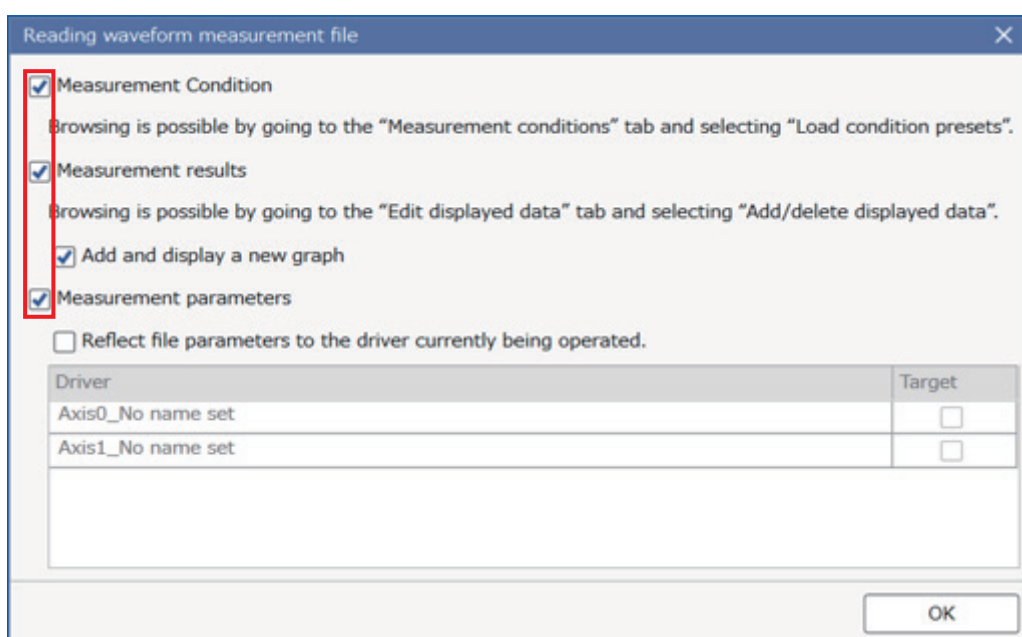 Reading waveform measurement file
Measurement Condition
Browsing is possible by going to the “Measurement conditions” tab and selecting “Load condition presets”.
Measurement results
Browsing is possible by going to the “Edit displayed data” tab and selecting “Add/delete displayed data”.
Add and display a new graph
Measurement parameters
Reflect file parameters to the driver currently being operated.
Driver Target
Axis0_No name set
Axis1_No name set
OK